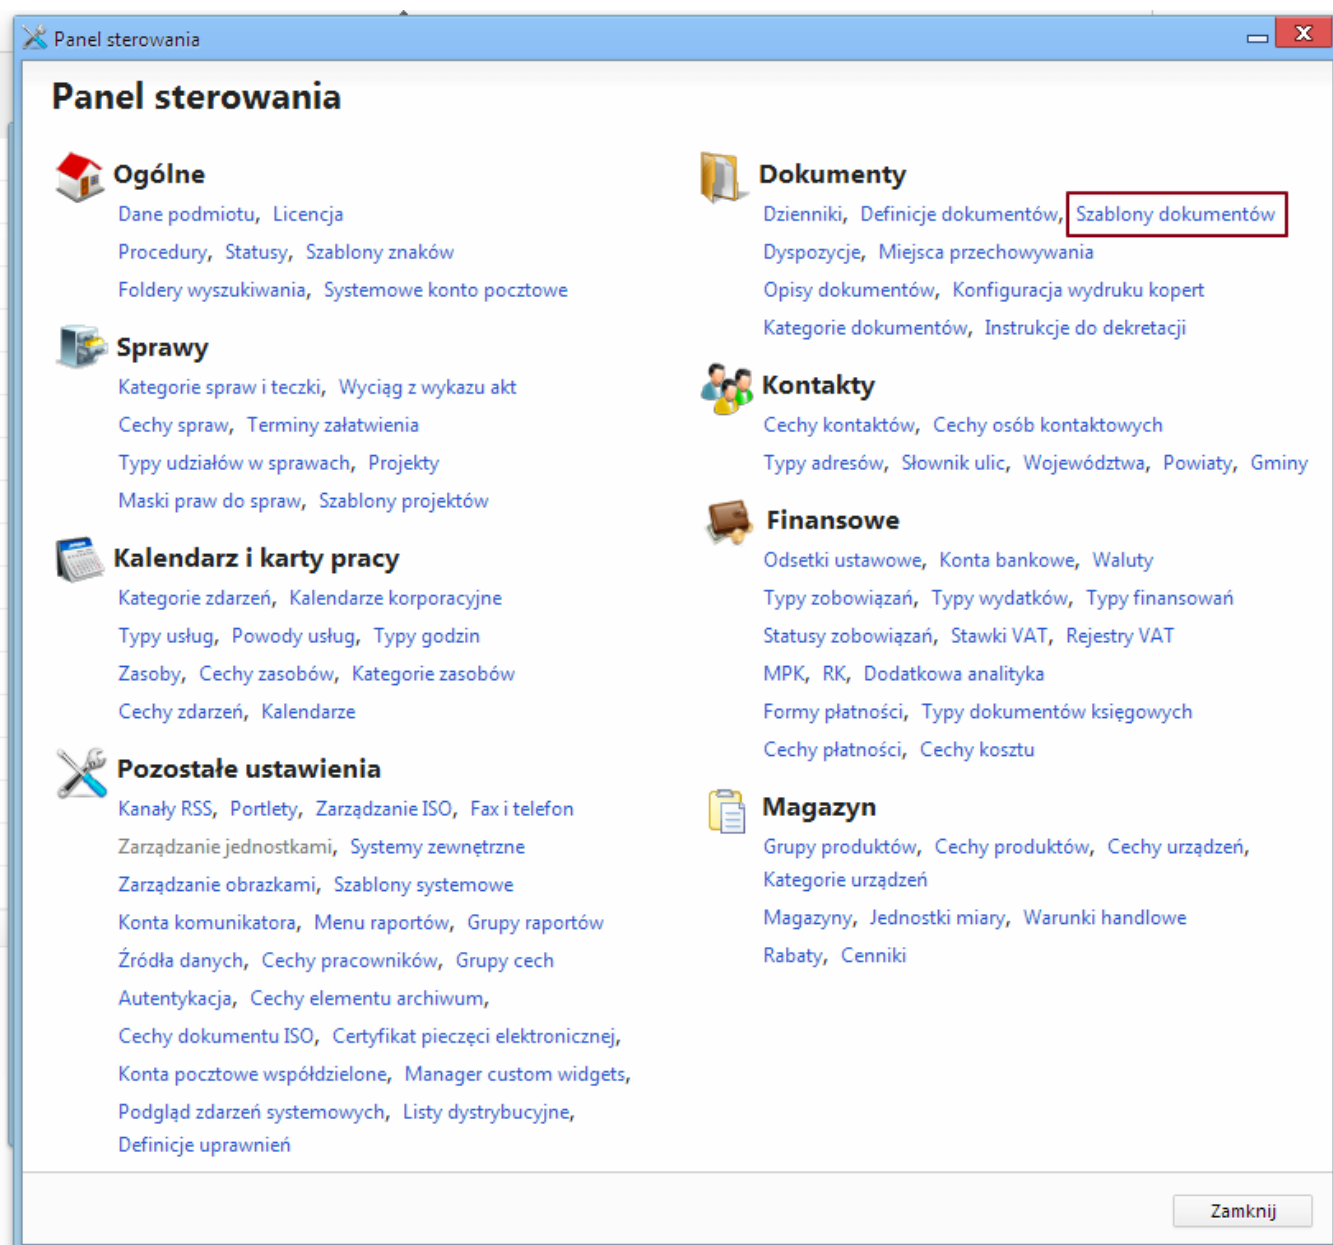 Panel sterowania
Panel sterowania
Ogólne
Dane podmiotu, Licencja
Procedury, Statusy, Szablony znaków
Foldery wyszukiwania, Systemowe konto pocztowe
Sprawy
Kategorie spraw i teczki, Wyciąg z wykazu akt
Cechy spraw, Terminy załatwienia
Typy udziałów w sprawach, Projekty
Maski praw do spraw, Szablony projektów
Kalendarz i karty pracy
Kategorie zdarzeń, Kalendarze korporacyjne
Typy usług, Powody usług, Typy godzin
Zasoby, Cechy zasobów, Kategorie zasobów
Cechy zdarzeń, Kalendarze
Pozostałe ustawienia
Kanały RSS, Portlety, Zarządzanie ISO, Fax i telefon
Zarządzanie jednostkami, Systemy zewnętrzne
Zarządzanie obrazkami, Szablony systemowe
Konta komunikatora, Menu raportów, Grupy raportów
Źródła danych, Cechy pracowników, Grupy cech
Autentykacja, Cechy elementu archiwum,
Cechy dokumentu ISO, Certyfikat pieczęci elektronicznej,
Konta pocztowe współdzielone, Manager custom widgets,
Podgląd zdarzeń systemowych, Listy dystrybucyjne,
Definicje uprawnień
Dokumenty
Dzienniki, Definicje dokumentów, Szablony dokumentów
Dyspozycje, Miejsca przechowywania
Opisy dokumentów, Konfiguracja wydruku kopert
Kategorie dokumentów, Instrukcje do dekretacji
Kontakty
Cechy kontaktów, Cechy osób kontaktowych
Typy adresów, Słownik ulic, Województwa, Powiaty, Gminy
Finansowe
Odsetki ustawowe, Konta bankowe, Waluty
Typy zobowiązań, Typy wydatków, Typy finansowań
Statusy zobowiązań, Stawki VAT, Rejestry VAT
MPK, RK, Dodatkowa analityka
Formy płatności, Typy dokumentów księgowych
Cechy płatności, Cechy kosztu
Magazyn
Grupy produktów, Cechy produktów, Cechy urządzeń,
Kategorie urządzeń
Magazyny, Jednostki miary, Warunki handlowe
Rabaty, Cenniki
Zamknij